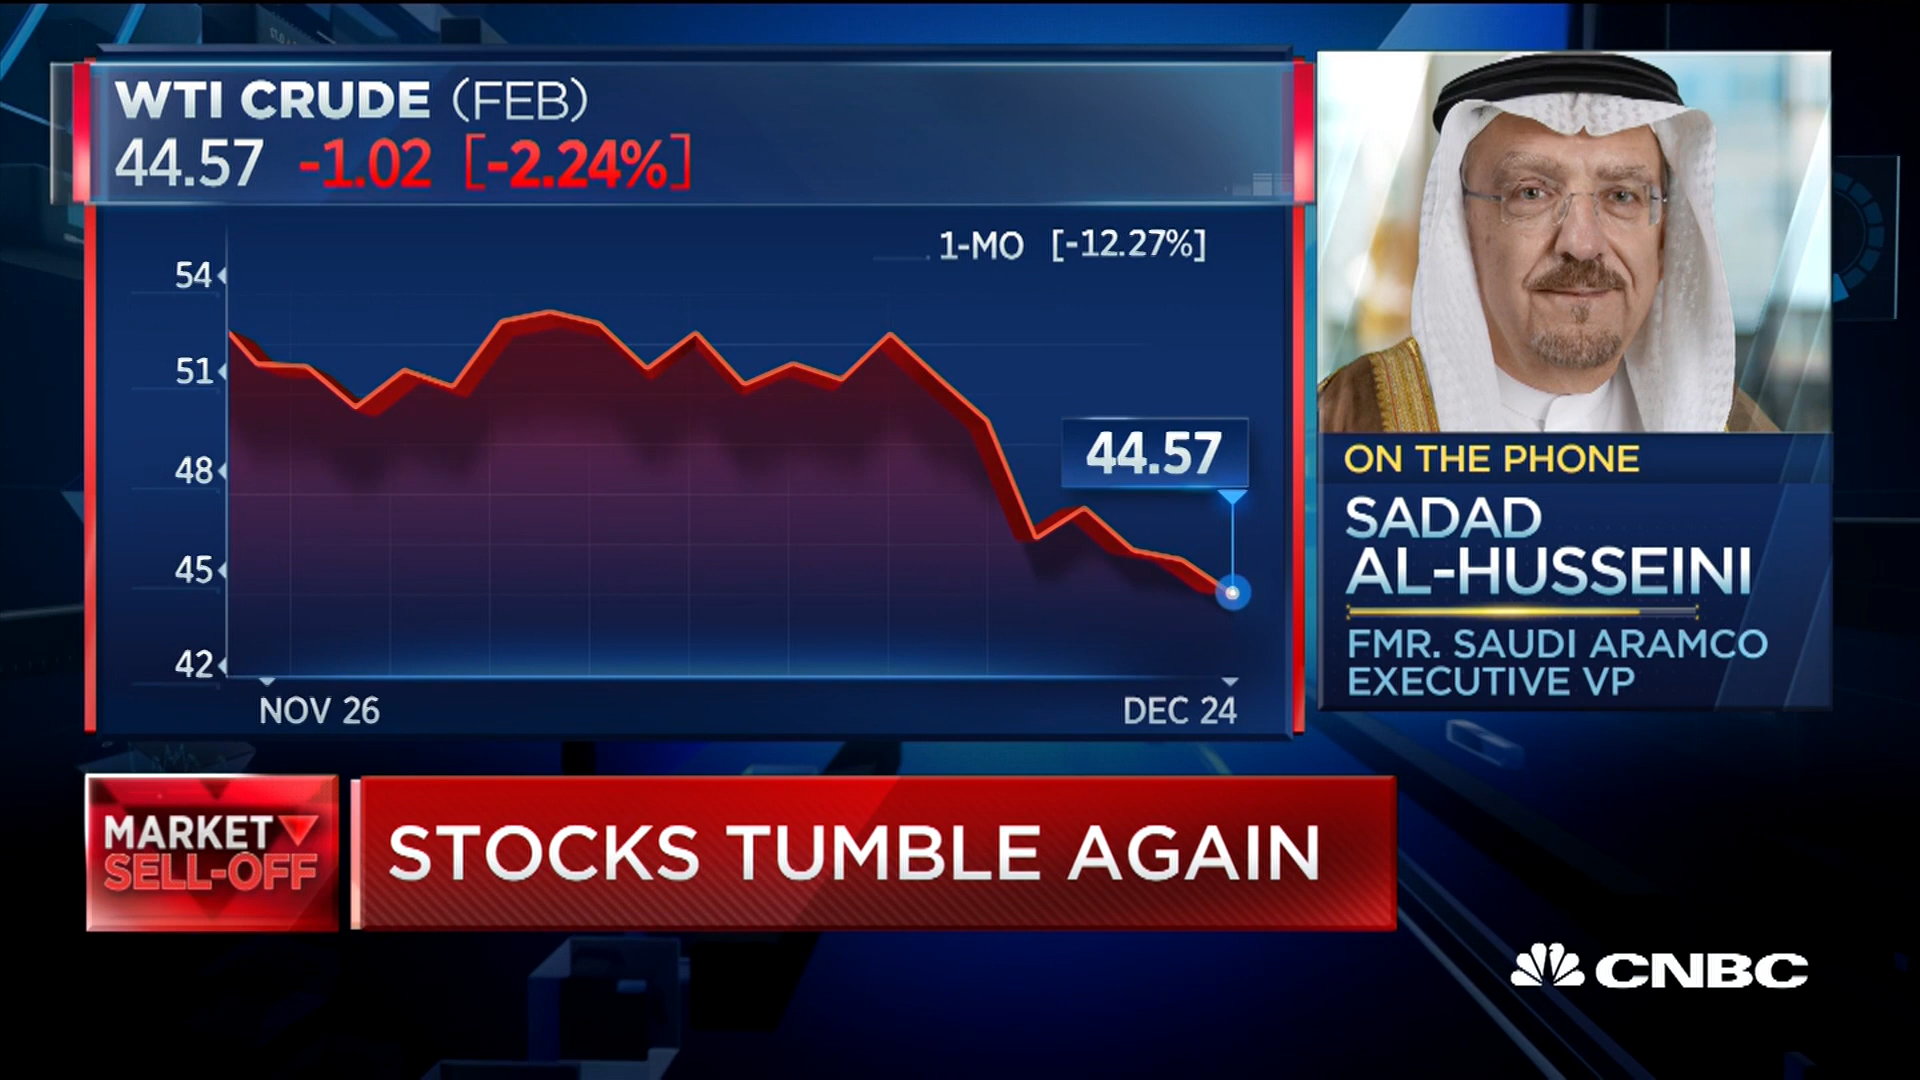 WTI CRUDE (FEB)
44.57 -1.02 [-2.24%]
1-MO [-12.27%]
54
51
48
45
42
44.57
NOV 26
DEC 24
ON THE PHONE
SADAD
AL-HUSSEINI
FMR. SAUDI ARAMCO
EXECUTIVE VP
MARKET
SELL-OFF
STOCKS TUMBLE AGAIN
CNBC